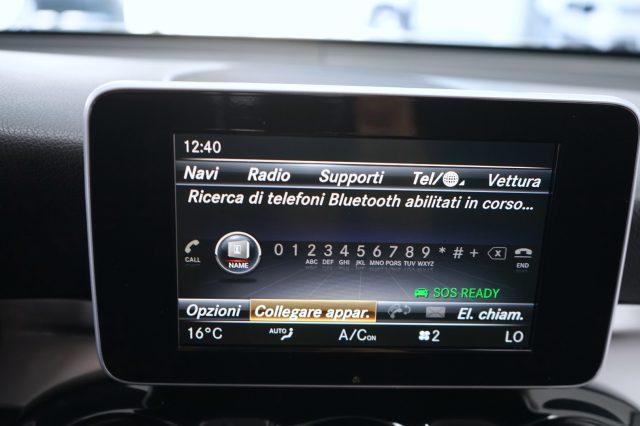 12:40
Navi Radio Supporti Tel/ Vettura
Ricerca di telefoni Bluetooth abilitati in corso...
CALL NAME 0 1 2 3 4 5 6 7 8 9 * # + END
ABC DEF GHI JKL MNO PQRS TUV WXYZ
SOS READY
Opzioni Collegare appar. El. chiam.
16°C AUTO A/C ON 2 LO